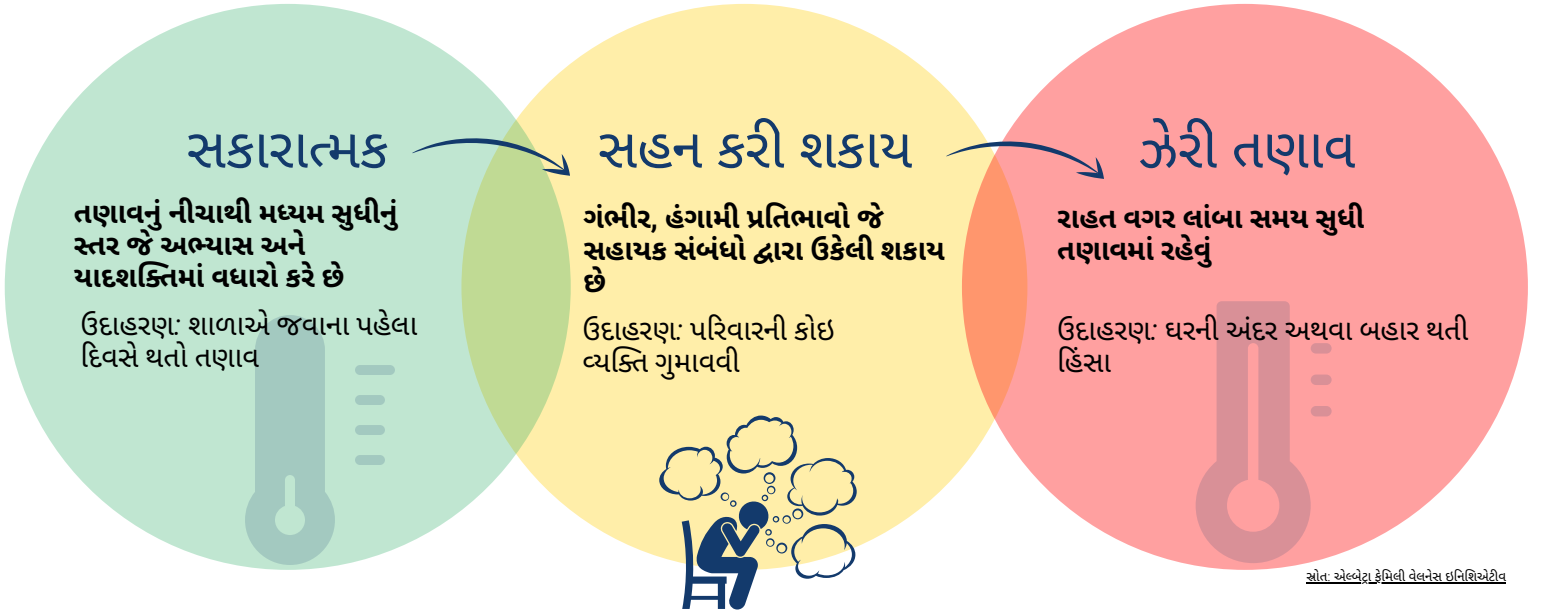 સકારાત્મક
તણાવનું નીચાથી મધ્યમ સુધીનું
સ્તર જે અભ્યાસ અને
યાદશક્તિમાં વધારો કરે છે
ઉદાહરણ: શાળાએ જવાના પહેલા
દિવસે થતો તણાવ
સહન કરી શકાય
ગંભીર, હંગામી પ્રતિભાવો જે
સહાયક સંબંધો દ્વારા ઉકેલી શકાય
છે
ઉદાહરણ: પરિવારની કોઇ
વ્યક્તિ ગુમાવવી
ઝેરી તણાવ
રાહત વગર લાંબા સમય સુધી
તણાવમાં રહેવું
ઉદાહરણ: ઘરની અંદર અથવા બહાર થતી
હિંસા
સ્રોત: એલ્બેટ્રા ફેમિલી વેલનેસ ઇનિશિએટીવ